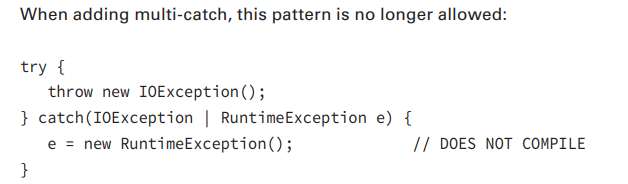 When adding multi-catch, this pattern is no longer allowed:
try {
   throw new IOException();
} catch(IOException | RuntimeException e) {
   e = new RuntimeException();               // DOES NOT COMPILE
}